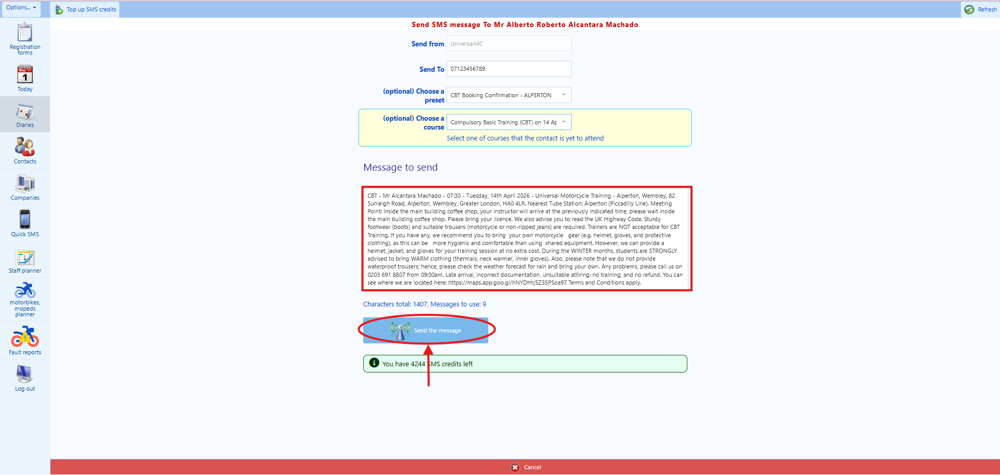 Options...
Top up SMS credits
Refresh
Send SMS message To Mr Alberto Roberto Alcantara Machado
Registration
forms
Day
1
Today
Diaries
Contacts
Companies
Quick SMS
Staff planner
motorbikes,
mopeds
planner
Fault reports
Log out
Send from UniversalMC
Send To 07123456789
(optional) Choose a
preset
CBT Booking Confirmation - ALPERTON
(optional) Choose a
course
Compulsory Basic Training (CBT) on 14 Ap
Select one of courses that the contact is yet to attend
Message to send
CBT - Mr Alcantara Machado - 07:30 - Tuesday, 14th April 2026 - Universal Motorcycle Training - Alperton, Wembley, 82
Sunleigh Road, Alperton, Wembley, Greater London, HA0 4LR. Nearest Tube Station: Alperton (Piccadilly Line). Meeting
Point: inside the main building coffee shop, your instructor will arrive at the previously indicated time, please wait inside
the main building coffee shop. Please bring your licence. We also advise you to read the UK Highway Code. Sturdy
footwear (boots) and suitable trousers (motorcycle or non-ripped jeans) are required. Trainers are NOT acceptable for CBT
Training. If you have any, we recommend you to bring  your own motorcycle   gear (e.g. helmet, gloves, and protective
clothing), as this can be   more hygienic and comfortable than using  shared equipment. However, we can provide a
helmet, jacket, and gloves for your training session at no extra cost. During the WINTER months, students are STRONGLY
advised to bring WARM clothing (thermals, neck warmer, inner gloves). Also, please note that we do not provide
waterproof trousers; hence, please check the weather forecast for rain and bring your own. Any problems, please call us on
0203 691 8807 from 09:00am. Late arrival, incorrect documentation, unsuitable attiring: no training, and no refund. You can
see where we are located here: https://maps.app.goo.gl/hNYDhhjSZ3SPSoa97 Terms and Conditions apply.
Characters total: 1407, Messages to use: 9
Send the message
You have 4244 SMS credits left
Cancel